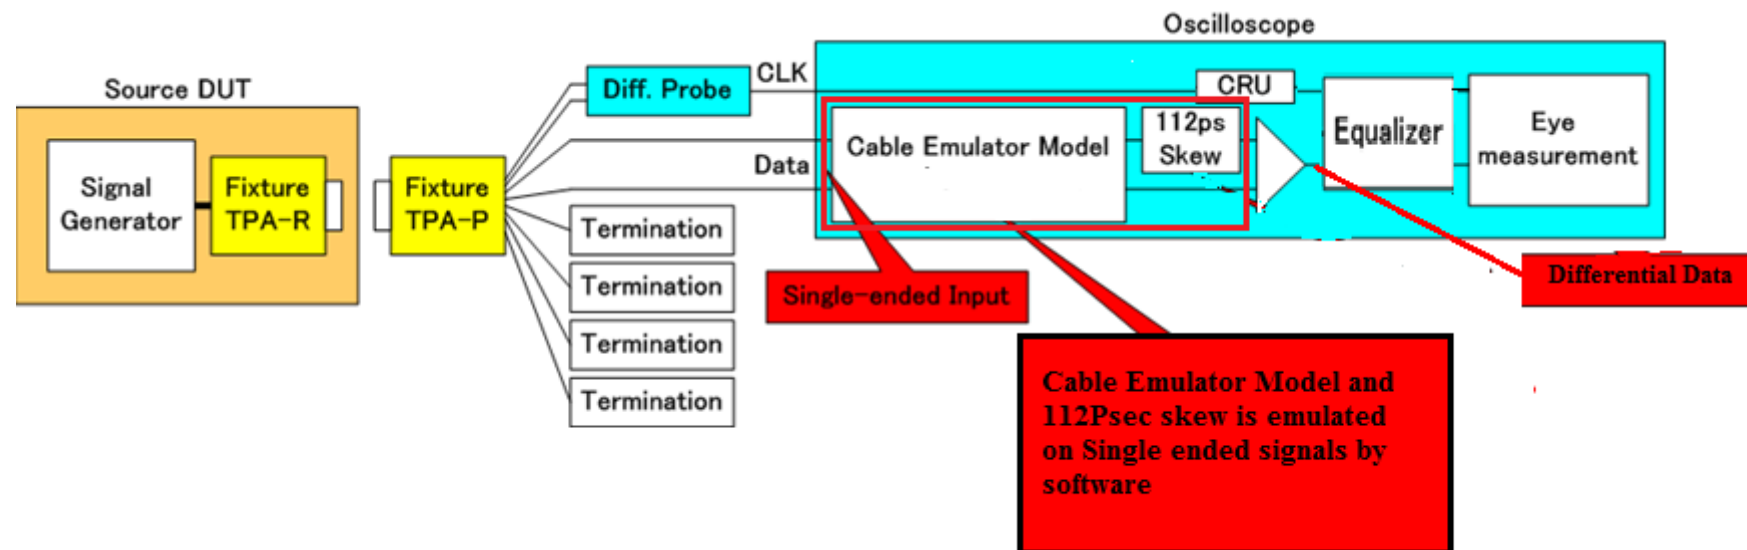 Oscilloscope
Source DUT
Signal
Generator
Fixture
TPA-R
Fixture
TPA-P
Diff. Probe
CLK
Data
Termination
Termination
Termination
Termination
Cable Emulator Model
112ps
Skew
CRU
Equalizer
Eye
measurement
Single-ended Input
Differential Data
Cable Emulator Model and
112Psec skew is emulated
on Single ended signals by
software